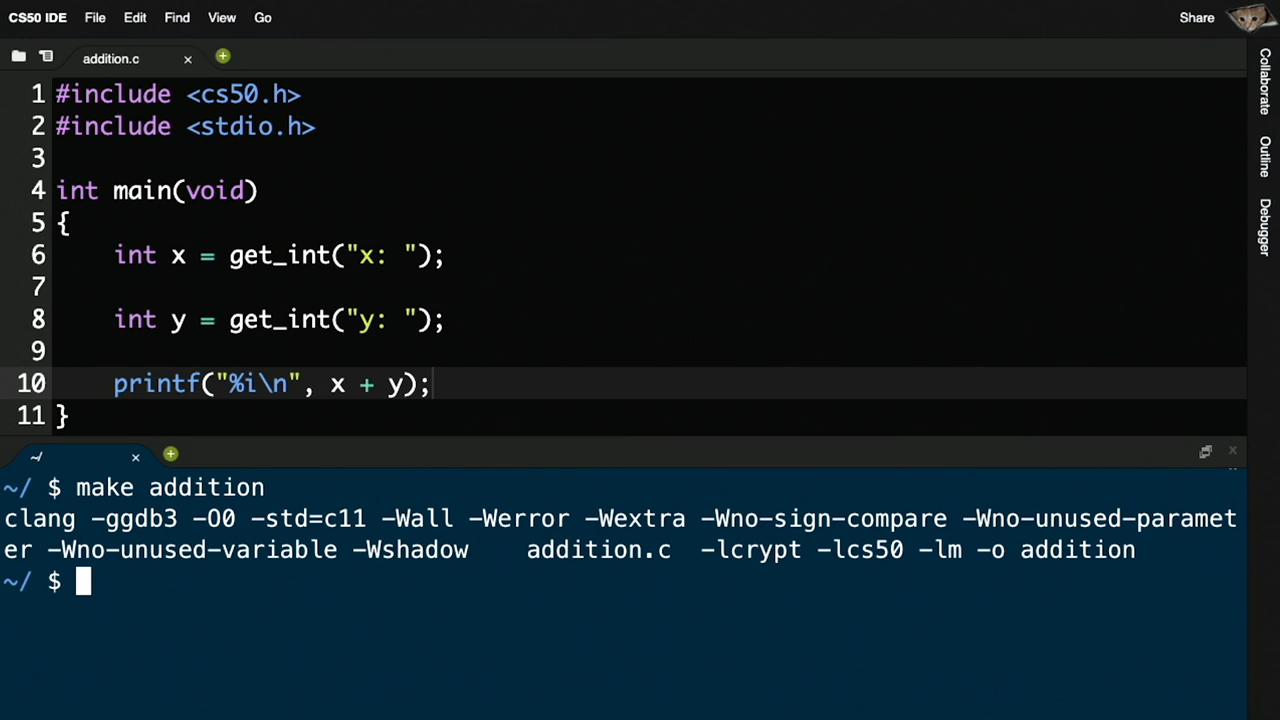 CS50 IDE File Edit Find View Go Share
addition.c
1 #include <cs50.h>
2 #include <stdio.h>
3
4 int main(void)
5 {
6     int x = get_int("x: ");
7
8     int y = get_int("y: ");
9
10     printf("%i\n", x + y);
11 }
Collaborate
Outline
Debugger
~/
~/ $ make addition
clang -ggdb3 -O0 -std=c11 -Wall -Werror -Wextra -Wno-sign-compare -Wno-unused-paramet
er -Wno-unused-variable -Wshadow    addition.c  -lcrypt -lcs50 -lm -o addition
~/ $